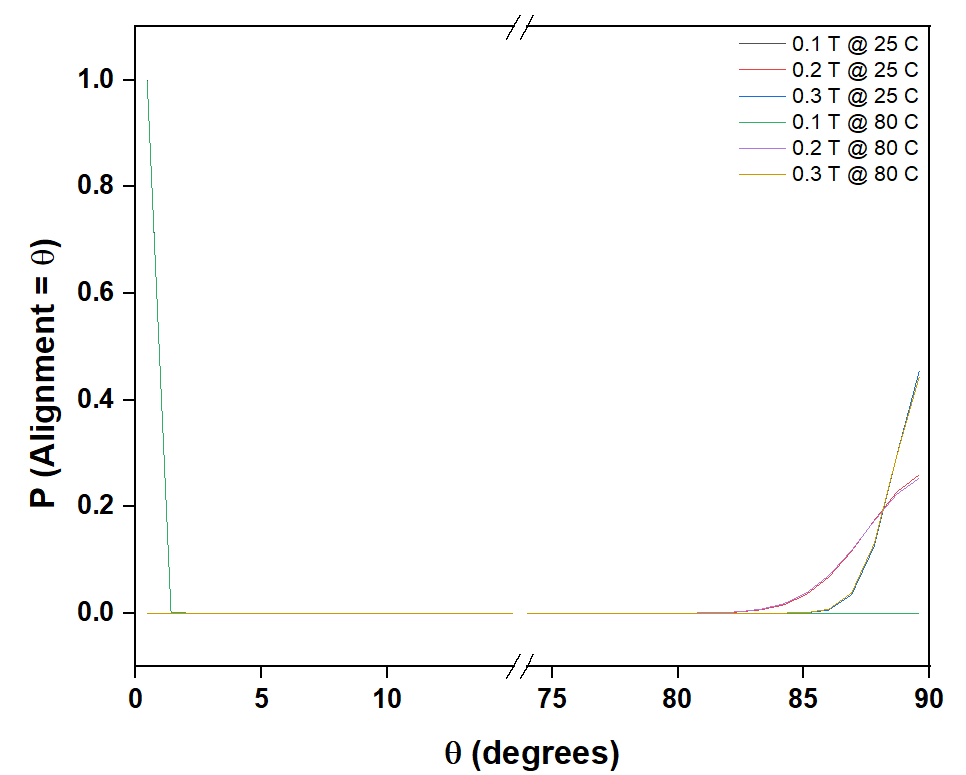 0.1 T @ 25 C
0.2 T @ 25 C
0.3 T @ 25 C
0.1 T @ 80 C
0.2 T @ 80 C
0.3 T @ 80 C
1.0
0.8
0.6
0.4
0.2
0.0
P (Alignment = θ)
0 5 10 75 80 85 90
θ (degrees)